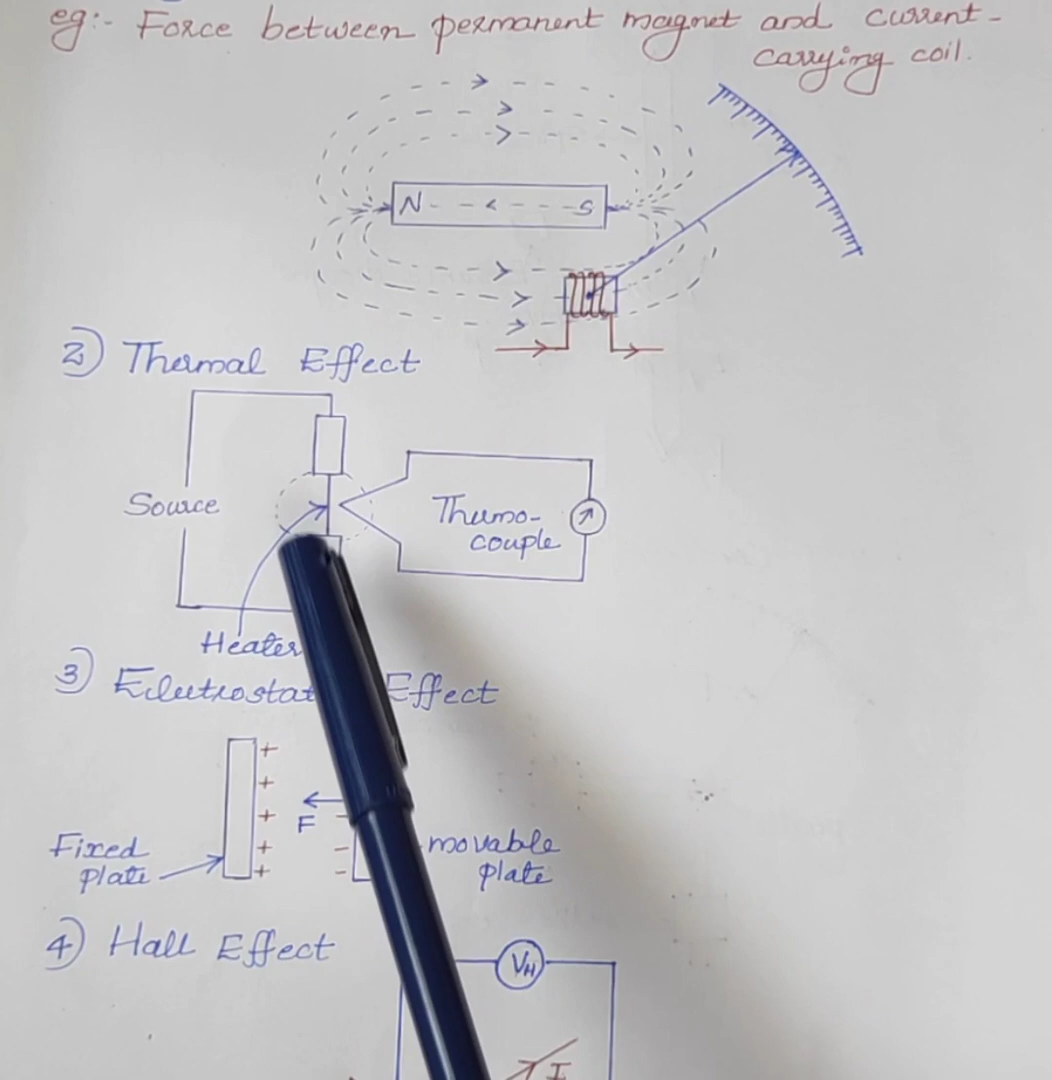 eg:- Force between permanent magnet and current-
carrying coil.
N S
2) Thermal Effect
Source
Thermo-
couple
Heater
3) Electrostat Effect
+
+
+
+
+
F
-
-
-
Fixed
plate
movable
plate
4) Hall Effect
VH
I